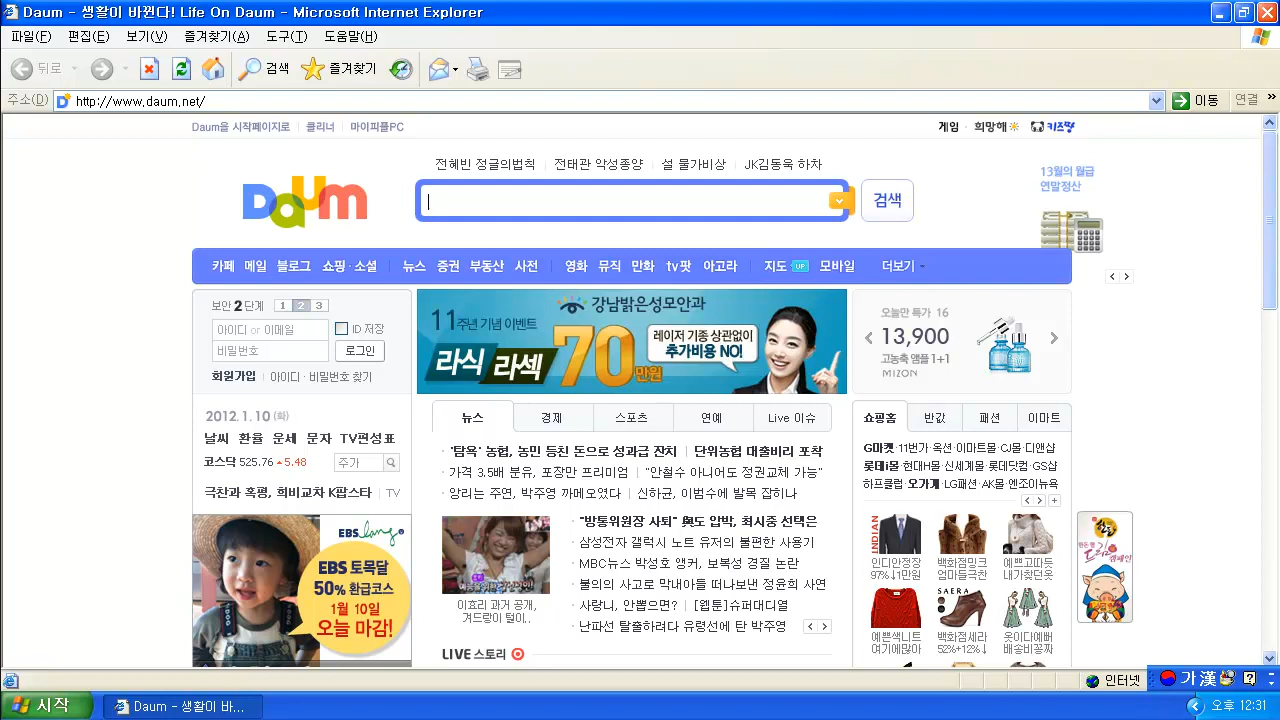 Daum - 생활이 바뀐다! Life On Daum - Microsoft Internet Explorer
파일(F) 편집(E) 보기(V) 즐겨찾기(A) 도구(T) 도움말(H)
뒤로 검색 즐겨찾기
주소(D) http://www.daum.net/ 이동 연결 »
Daum을 시작페이지로 클리너 마이피플PC 게임 · 희망해 키즈짱
전혜빈 정글의법칙 전태관 악성종양 설 물가비상 JK김동욱 하차
13월의 월급
연말정산
Daum 검색
카페 메일 블로그 쇼핑·소설 뉴스 증권 부동산 사전 영화 뮤직 만화 tv팟 아고라 지도 UP 모바일 더보기
보안 2 단계 1 2 3
아이디 or 이메일 ID 저장
비밀번호 로그인
회원가입 아이디·비밀번호 찾기
강남밝은성모안과
11주년 기념 이벤트
라식 라섹 70만원
레이저 기종 상관없이
추가비용 NO!
오늘만 특가 16
13,900
고농축 앰플 1+1
MIZON
2012.1.10 (화)
날씨 환율 운세 문자 TV편성표
코스닥 525.76 ▲5.48 주가
극찬과 혹평, 희비교차 K팝스타 | TV
EBS lang
EBS 토목달
50% 환급코스
1월 10일
오늘 마감!
뉴스 경제 스포츠 연예 Live 이슈
· '탐욕' 농협, 농민 등친 돈으로 성과급 잔치 | 단위농협 대출비리 포착
· 가격 3.5배 분유, 포장만 프리미엄 | "안철수 아니어도 정권교체 가능"
· 앙리는 주연, 박주영 까메오였다 | 신하균, 이범수에 발목 잡히나
이효리 과거 공개,
겨드랑이 털이..
· "방통위원장 사퇴" 與도 압박, 최시중 선택은
· 삼성전자 갤럭시 노트 유저의 불편한 사용기
· MBC뉴스 박성호 앵커, 보복성 경질 논란
· 불의의 사고로 막내아들 떠나보낸 정윤희 사연
· 사랑니, 안뽑으면? | [웹툰]슈퍼대디열
· 난파선 탈출하려다 유령선에 탄 박주영
LIVE 스토리
쇼핑홈 반값 패션 이마트
G마켓·11번가·옥션·이마트몰·CJ몰·디앤샵
롯데i몰·현대H몰·신세계몰·롯데닷컴·GS샵
하프클럽·오가게·LG패션·AK몰·엔조이뉴욕
INDIAN
인디안정장
97%↓1만원
백화점밍크
엄마들극찬
예쁘고따뜻
내가찾던옷
예쁜색니트
여기에많아
SAERA
백화점세라
52%+12%↓
옷이다예뻐
배송비꽁짜
인터넷 가 漢
시작 Daum - 생활이 바... 오후 12:31